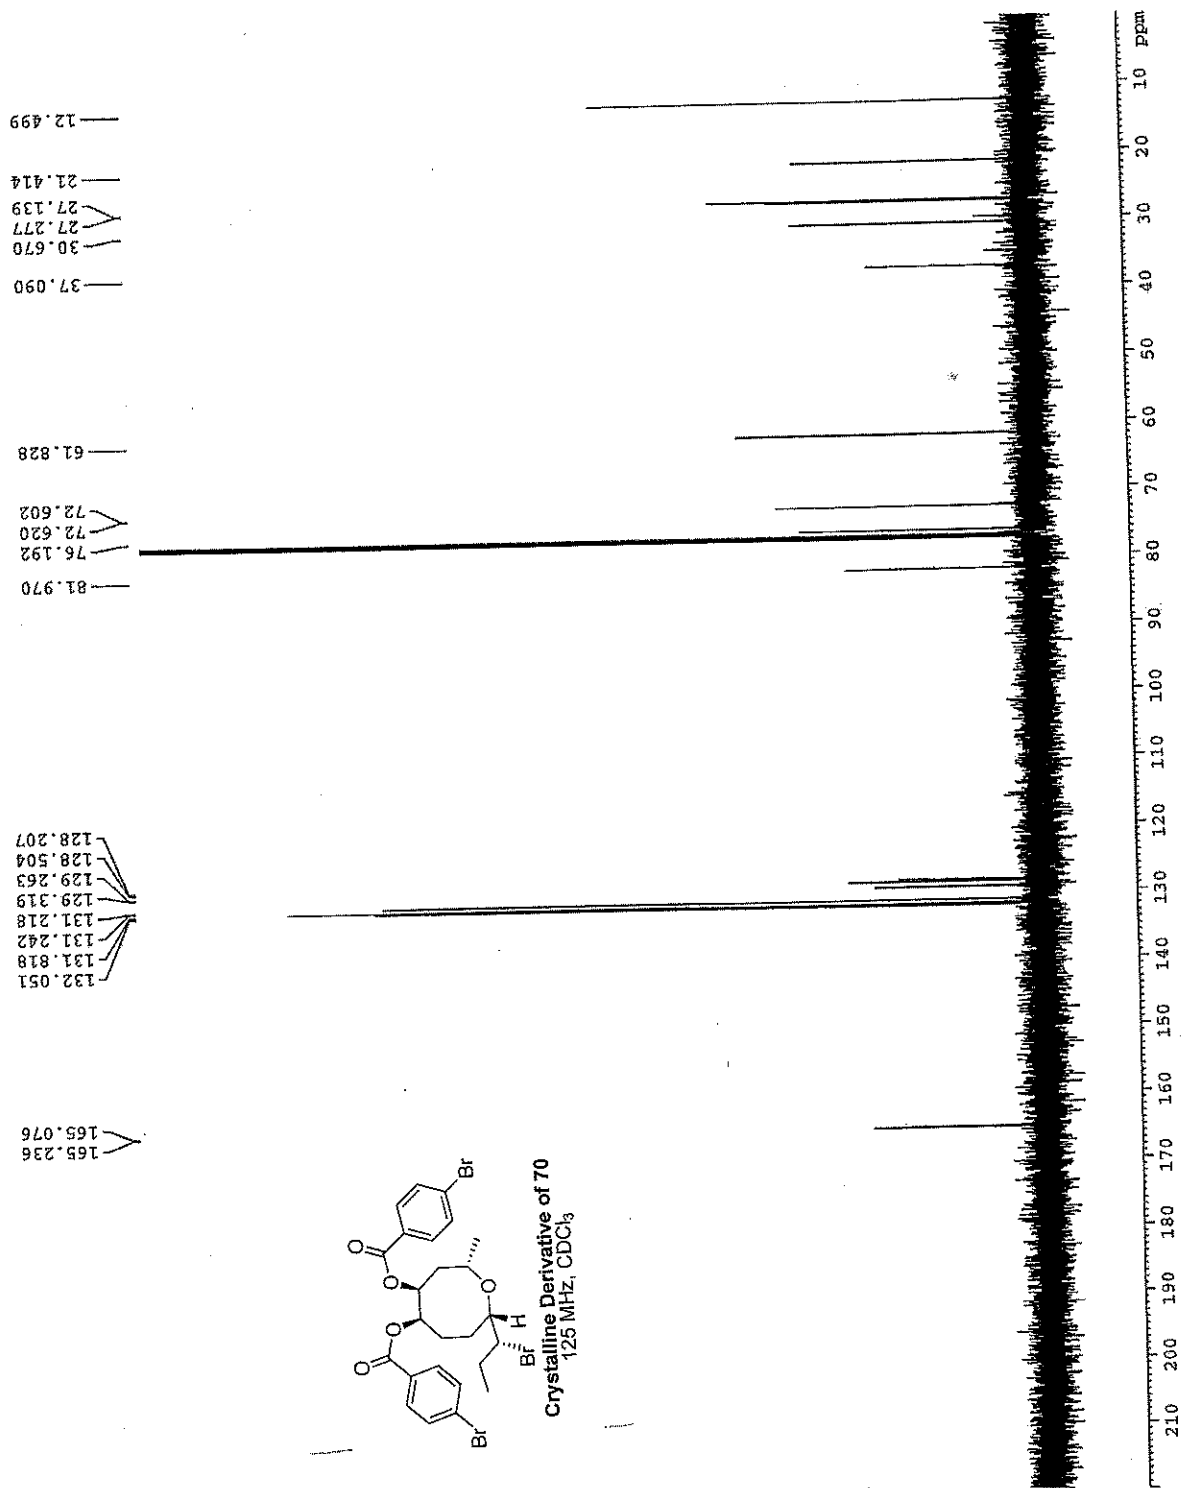 12.499
21.414
27.139
27.277
30.670
37.090
61.828
72.602
72.620
76.192
81.970
128.207
128.504
129.263
129.319
131.218
131.242
131.818
132.051
165.076
165.236
O
O
Br
O
O
Br
O
H
Br
Crystalline Derivative of 70
125 MHz, CDCl₃
210 200 190 180 170 160 150 140 130 120 110 100 90 80 70 60 50 40 30 20 10 ppm